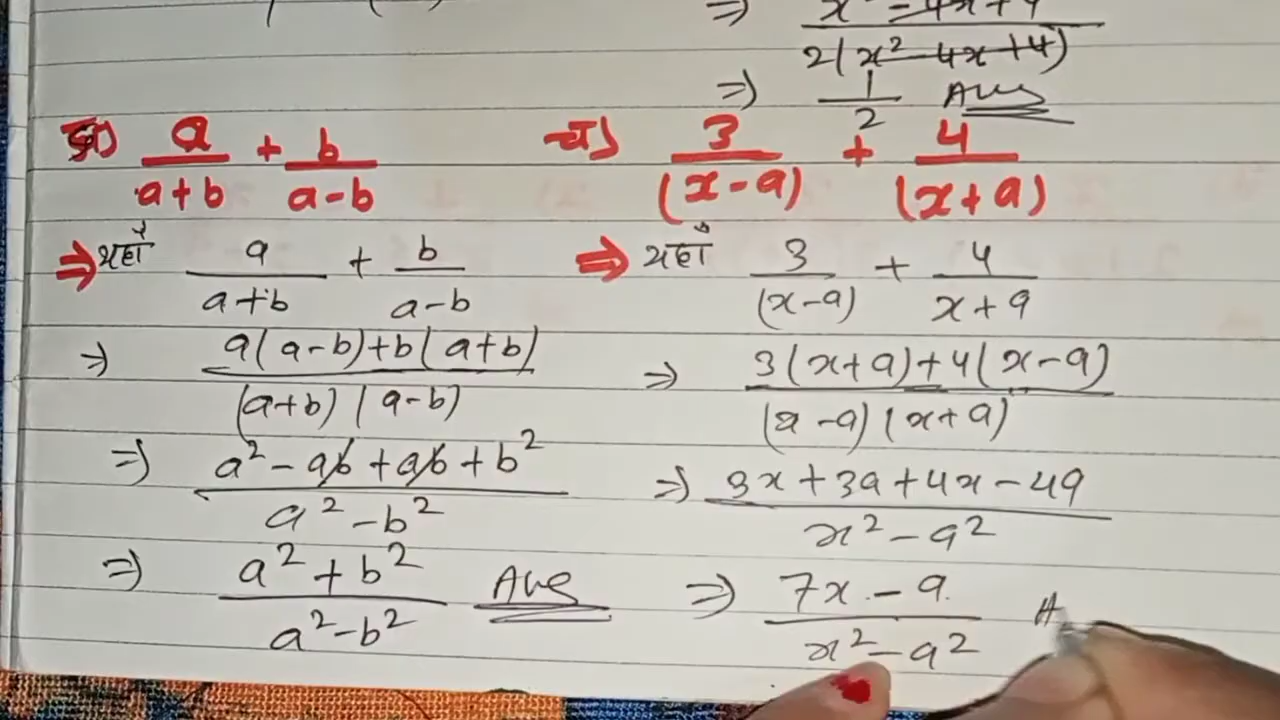 ⇒ x² - 4x + 4 / 2(x² - 4x + 4)
⇒ 1/2 Ans
a/(a+b) + b/(a-b)
⇒ यहाँ a/(a+b) + b/(a-b)
⇒ a(a-b)+b(a+b) / (a+b)(a-b)
⇒ a² - ab + ab + b² / a² - b²
⇒ a² + b² / a² - b² Ans
च) 3/(x-a) + 4/(x+a)
⇒ यहाँ 3/(x-a) + 4/x+a
⇒ 3(x+a)+4(x-a) / (x-a)(x+a)
⇒ 3x+3a+4x-4a / x² - a²
⇒ 7x - a / x² - a² A